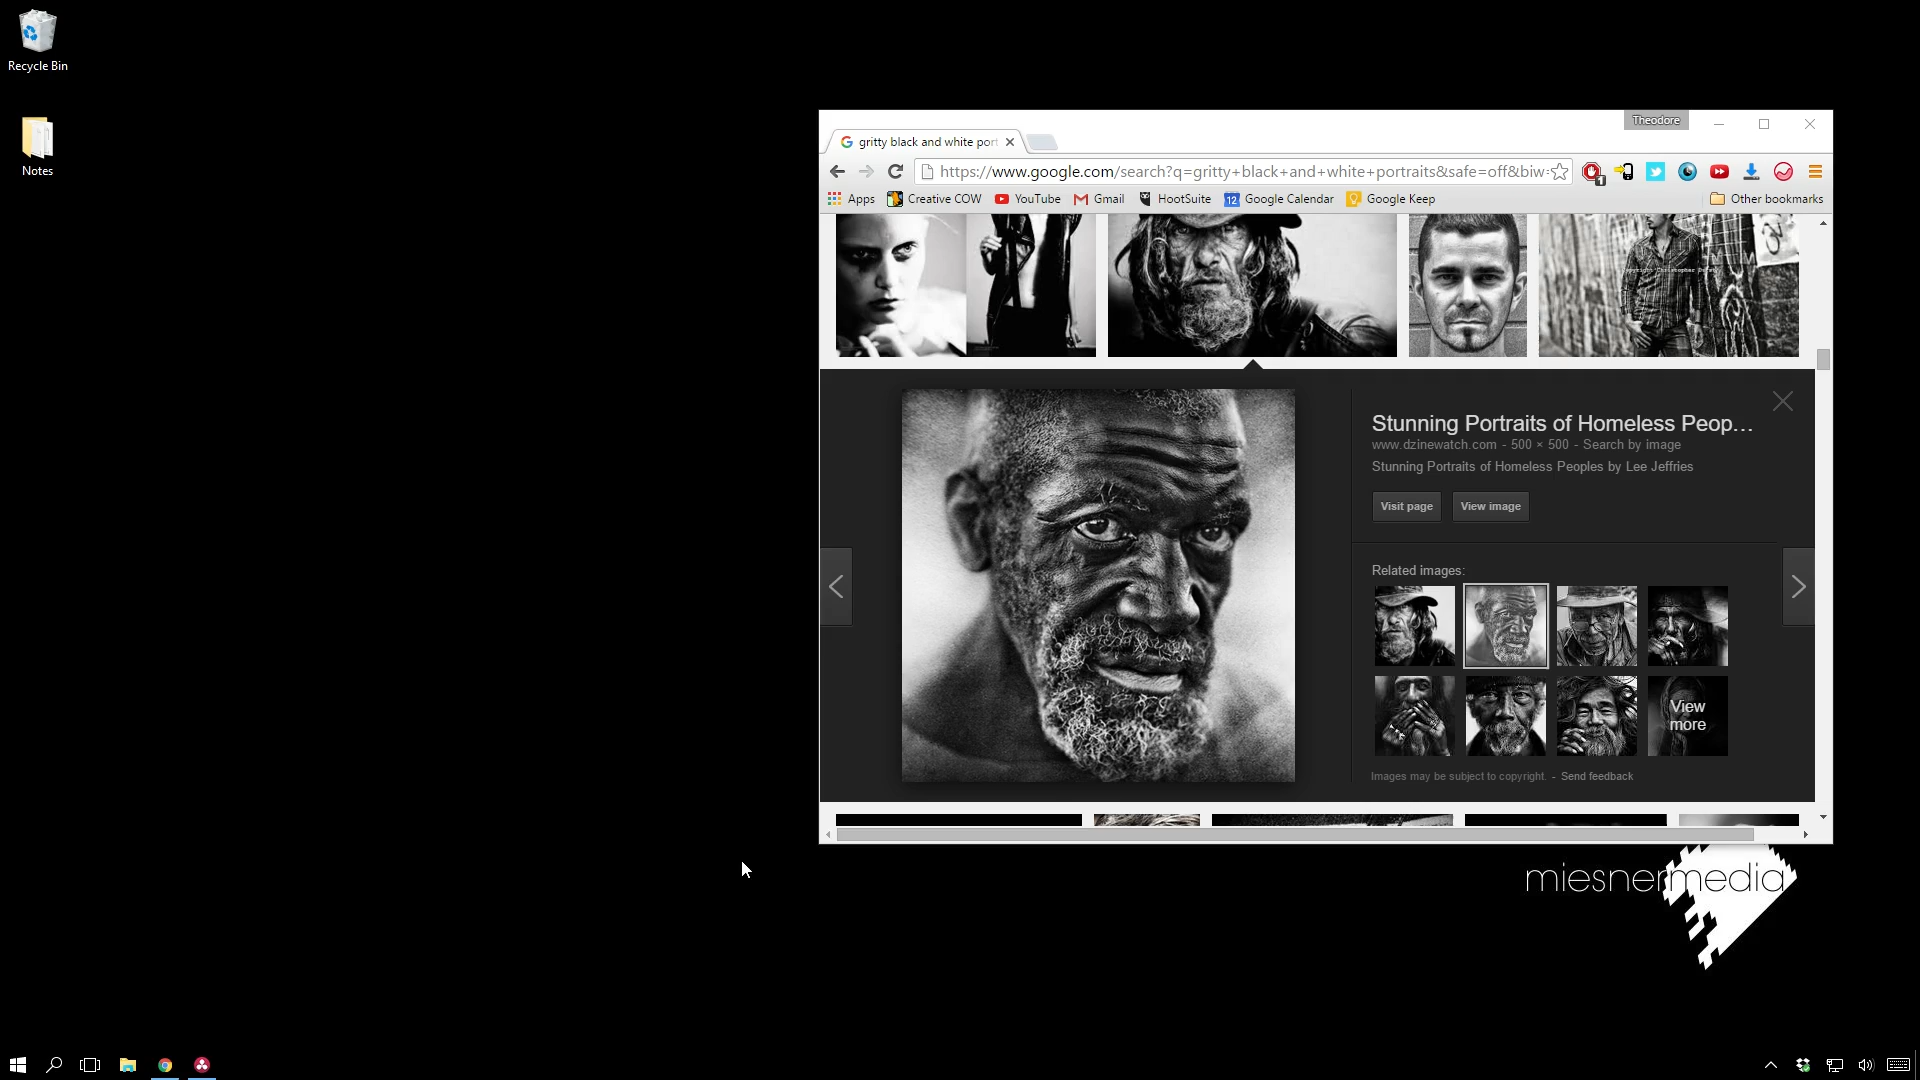 Recycle Bin
Notes
Theodore
gritty black and white port
https://www.google.com/search?q=gritty+black+and+white+portraits&safe=off&biw=
1
Apps
Creative COW
YouTube
Gmail
HootSuite
12
Google Calendar
Google Keep
Other bookmarks
Stunning Portraits of Homeless Peop...
www.dzinewatch.com - 500 × 500 - Search by image
Stunning Portraits of Homeless Peoples by Lee Jeffries
Visit page
View image
Related images:
View
more
Images may be subject to copyright. - Send feedback
miesnermedia